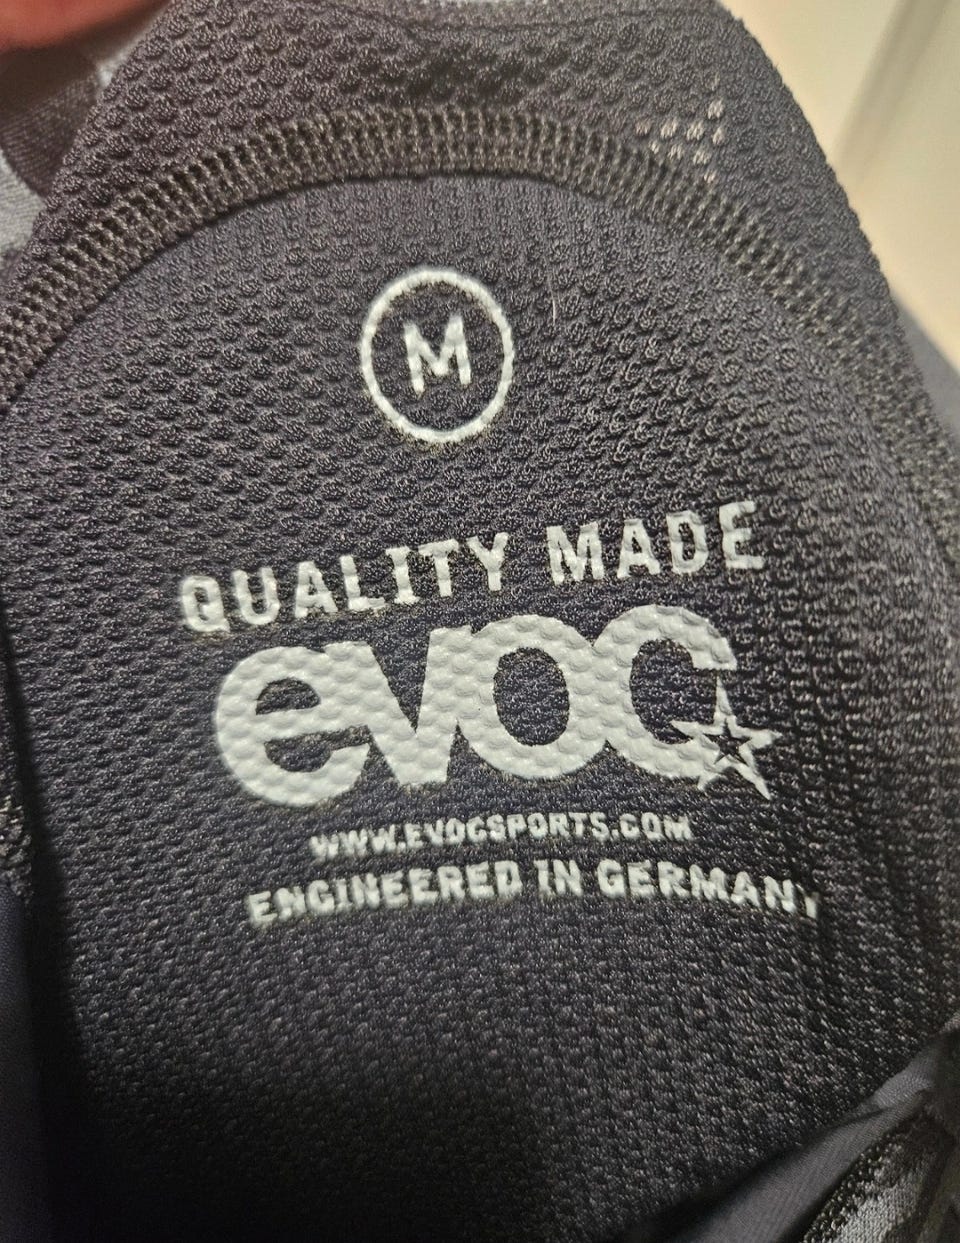 M
QUALITY MADE
evoc
WWW.EVOCSPORTS.COM
ENGINEERED IN GERMANY